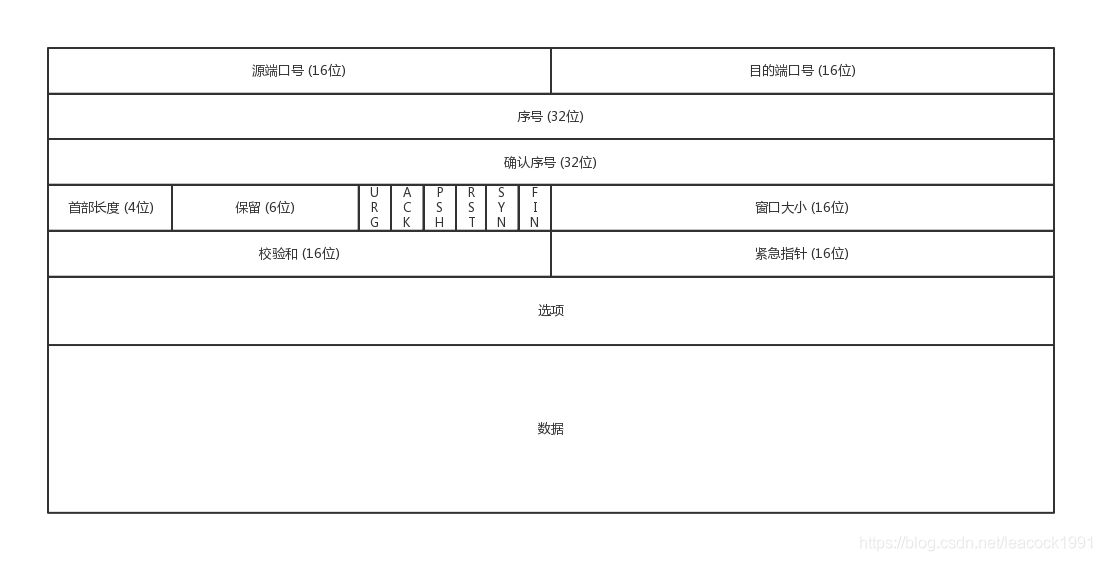 源端口号 (16位)
目的端口号 (16位)
序号 (32位)
确认序号 (32位)
首部长度 (4位)
保留 (6位)
URG
ACK
PSH
RST
SYN
FIN
窗口大小 (16位)
校验和 (16位)
紧急指针 (16位)
选项
数据
https://blog.csdn.net/leacock1991